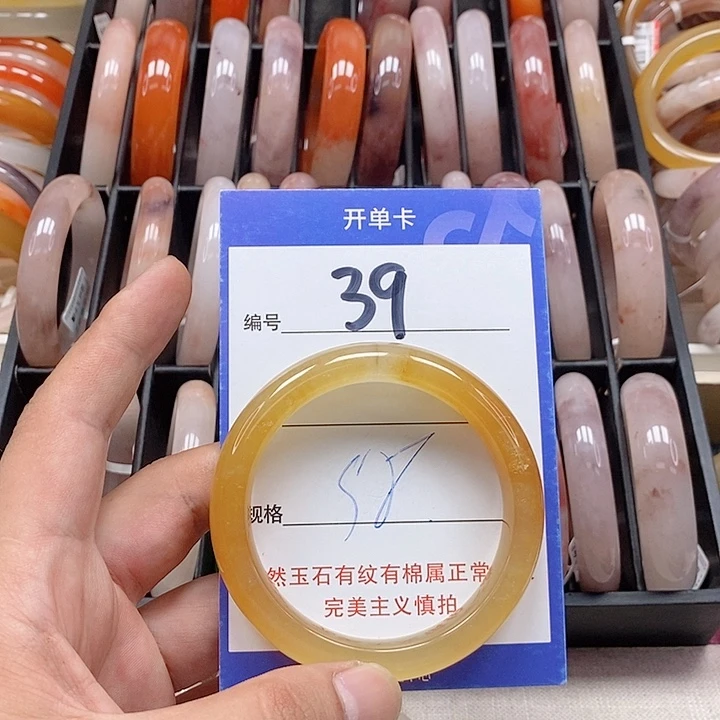 开单卡
编号 39
规格 58
然玉石有纹有棉属正常
完美主义慎拍